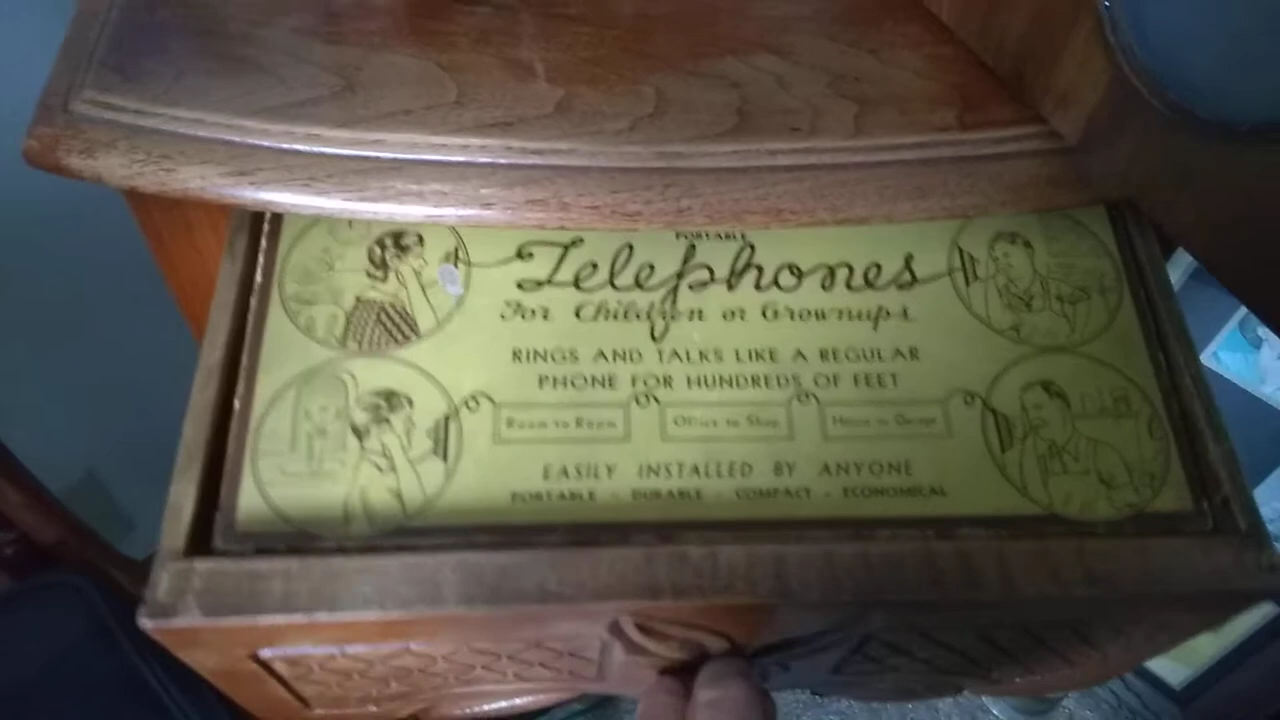 PORTABLE
Telephones
For Children or Grownups
RINGS AND TALKS LIKE A REGULAR
PHONE FOR HUNDREDS OF FEET
Room to Room Office to Shop House to Garage
EASILY INSTALLED BY ANYONE
PORTABLE - DURABLE - COMPACT - ECONOMICAL